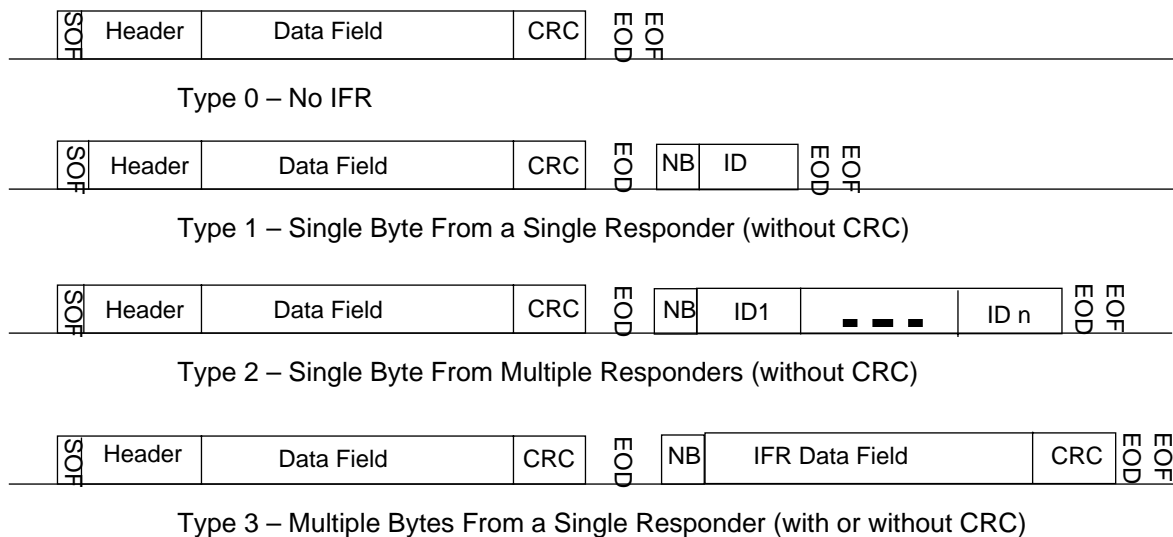 SOF Header Data Field CRC EOD EOF
Type 0 – No IFR
SOF Header Data Field CRC EOD NB ID EOD EOF
Type 1 – Single Byte From a Single Responder (without CRC)
SOF Header Data Field CRC EOD NB ID1 - - - ID n EOD EOF
Type 2 – Single Byte From Multiple Responders (without CRC)
SOF Header Data Field CRC EOD NB IFR Data Field CRC EOD EOF
Type 3 – Multiple Bytes From a Single Responder (with or without CRC)